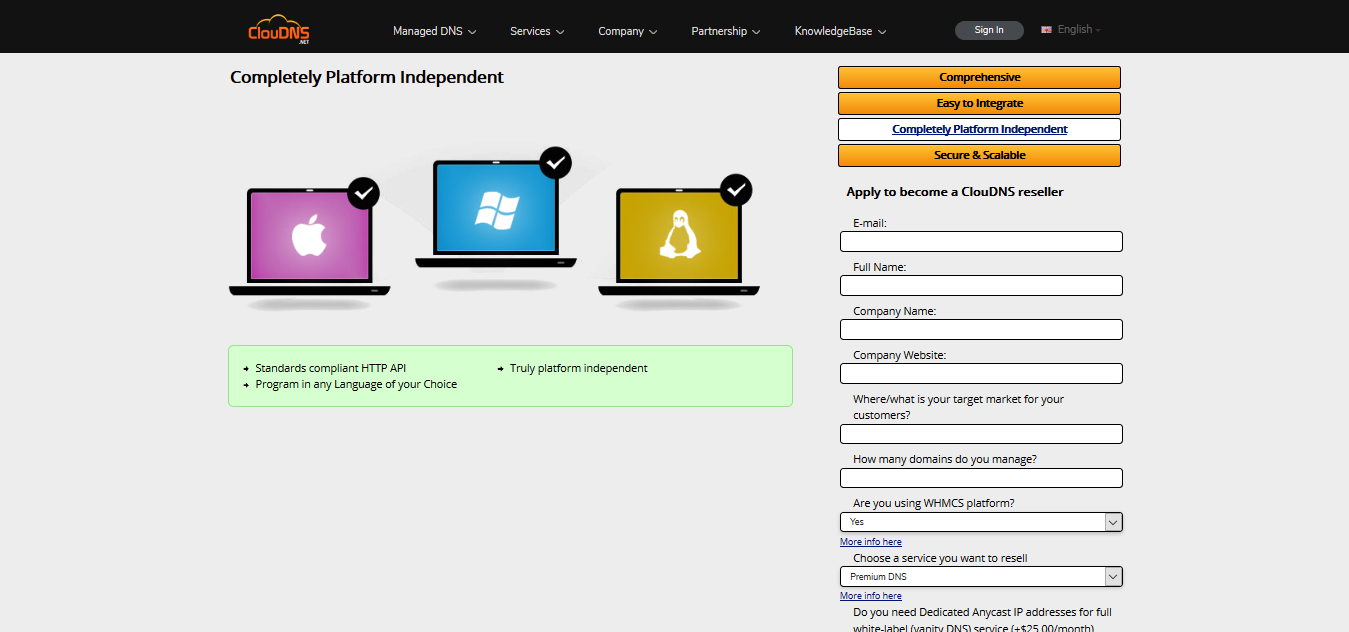 ClouDNS
.NET
Managed DNS
Services
Company
Partnership
KnowledgeBase
Sign In
English
Completely Platform Independent
Standards compliant HTTP API
Truly platform independent
Program in any Language of your Choice
Comprehensive
Easy to Integrate
Completely Platform Independent
Secure & Scalable
Apply to become a ClouDNS reseller
E-mail:
Full Name:
Company Name:
Company Website:
Where/what is your target market for your
customers?
How many domains do you manage?
Are you using WHMCS platform?
Yes
More info here
Choose a service you want to resell
Premium DNS
More info here
Do you need Dedicated Anycast IP addresses for full
white-label (vanity DNS) service (+$25.00/month)